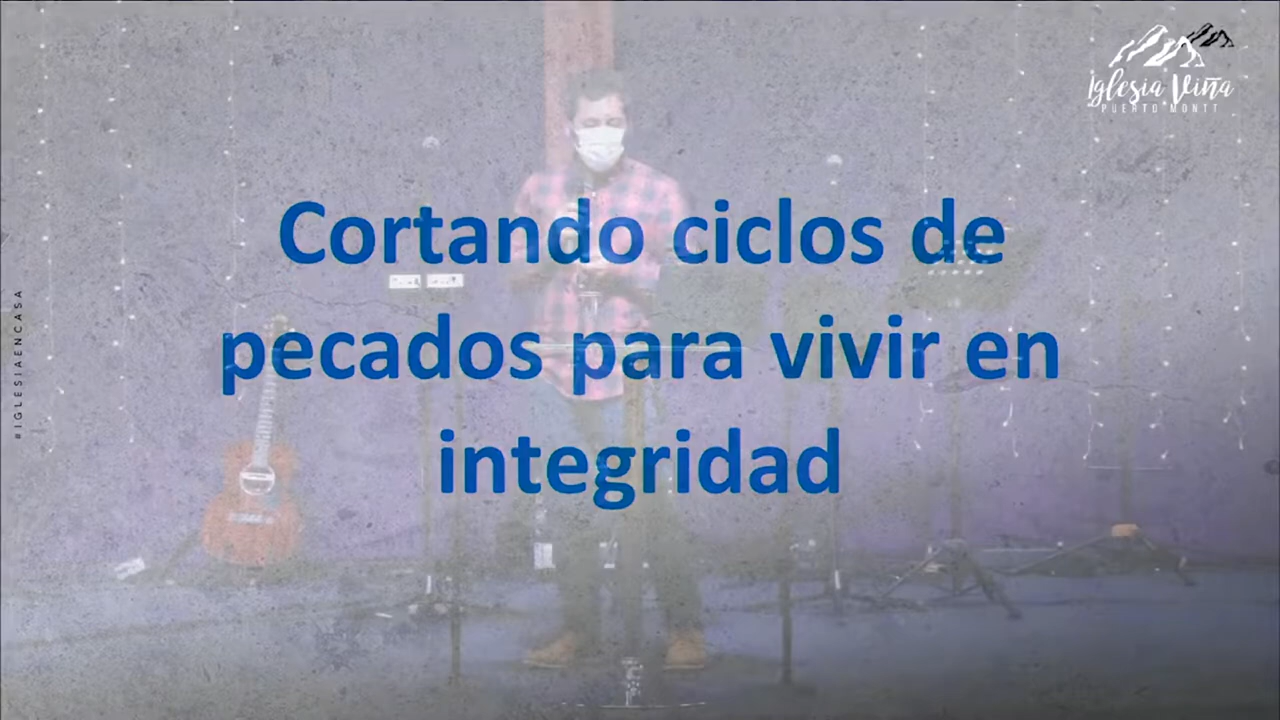 Iglesia Viña
PUERTO MONTT
Cortando ciclos de
pecados para vivir en
integridad
#IGLESIAENCASA